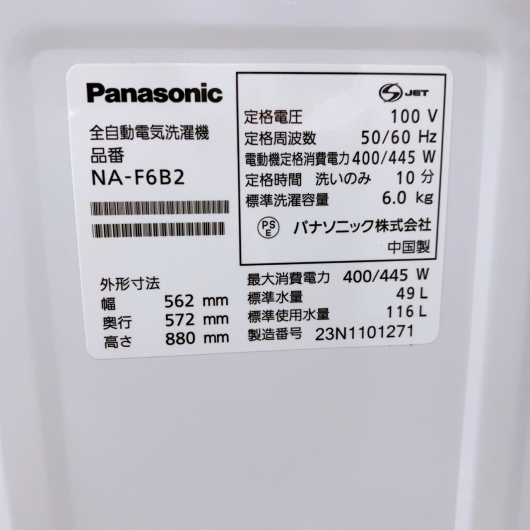 Panasonic
全自動電気洗濯機
品番
NA-F6B2
外形寸法
幅 562 mm
奥行 572 mm
高さ 880 mm
S JET
定格電圧 100 V
定格周波数 50/60 Hz
電動機定格消費電力 400/445 W
定格時間 洗いのみ 10 分
標準洗濯容量 6.0 kg
PS E パナソニック株式会社
中国製
最大消費電力 400/445 W
標準水量 49 L
標準使用水量 116 L
製造番号 23N1101271